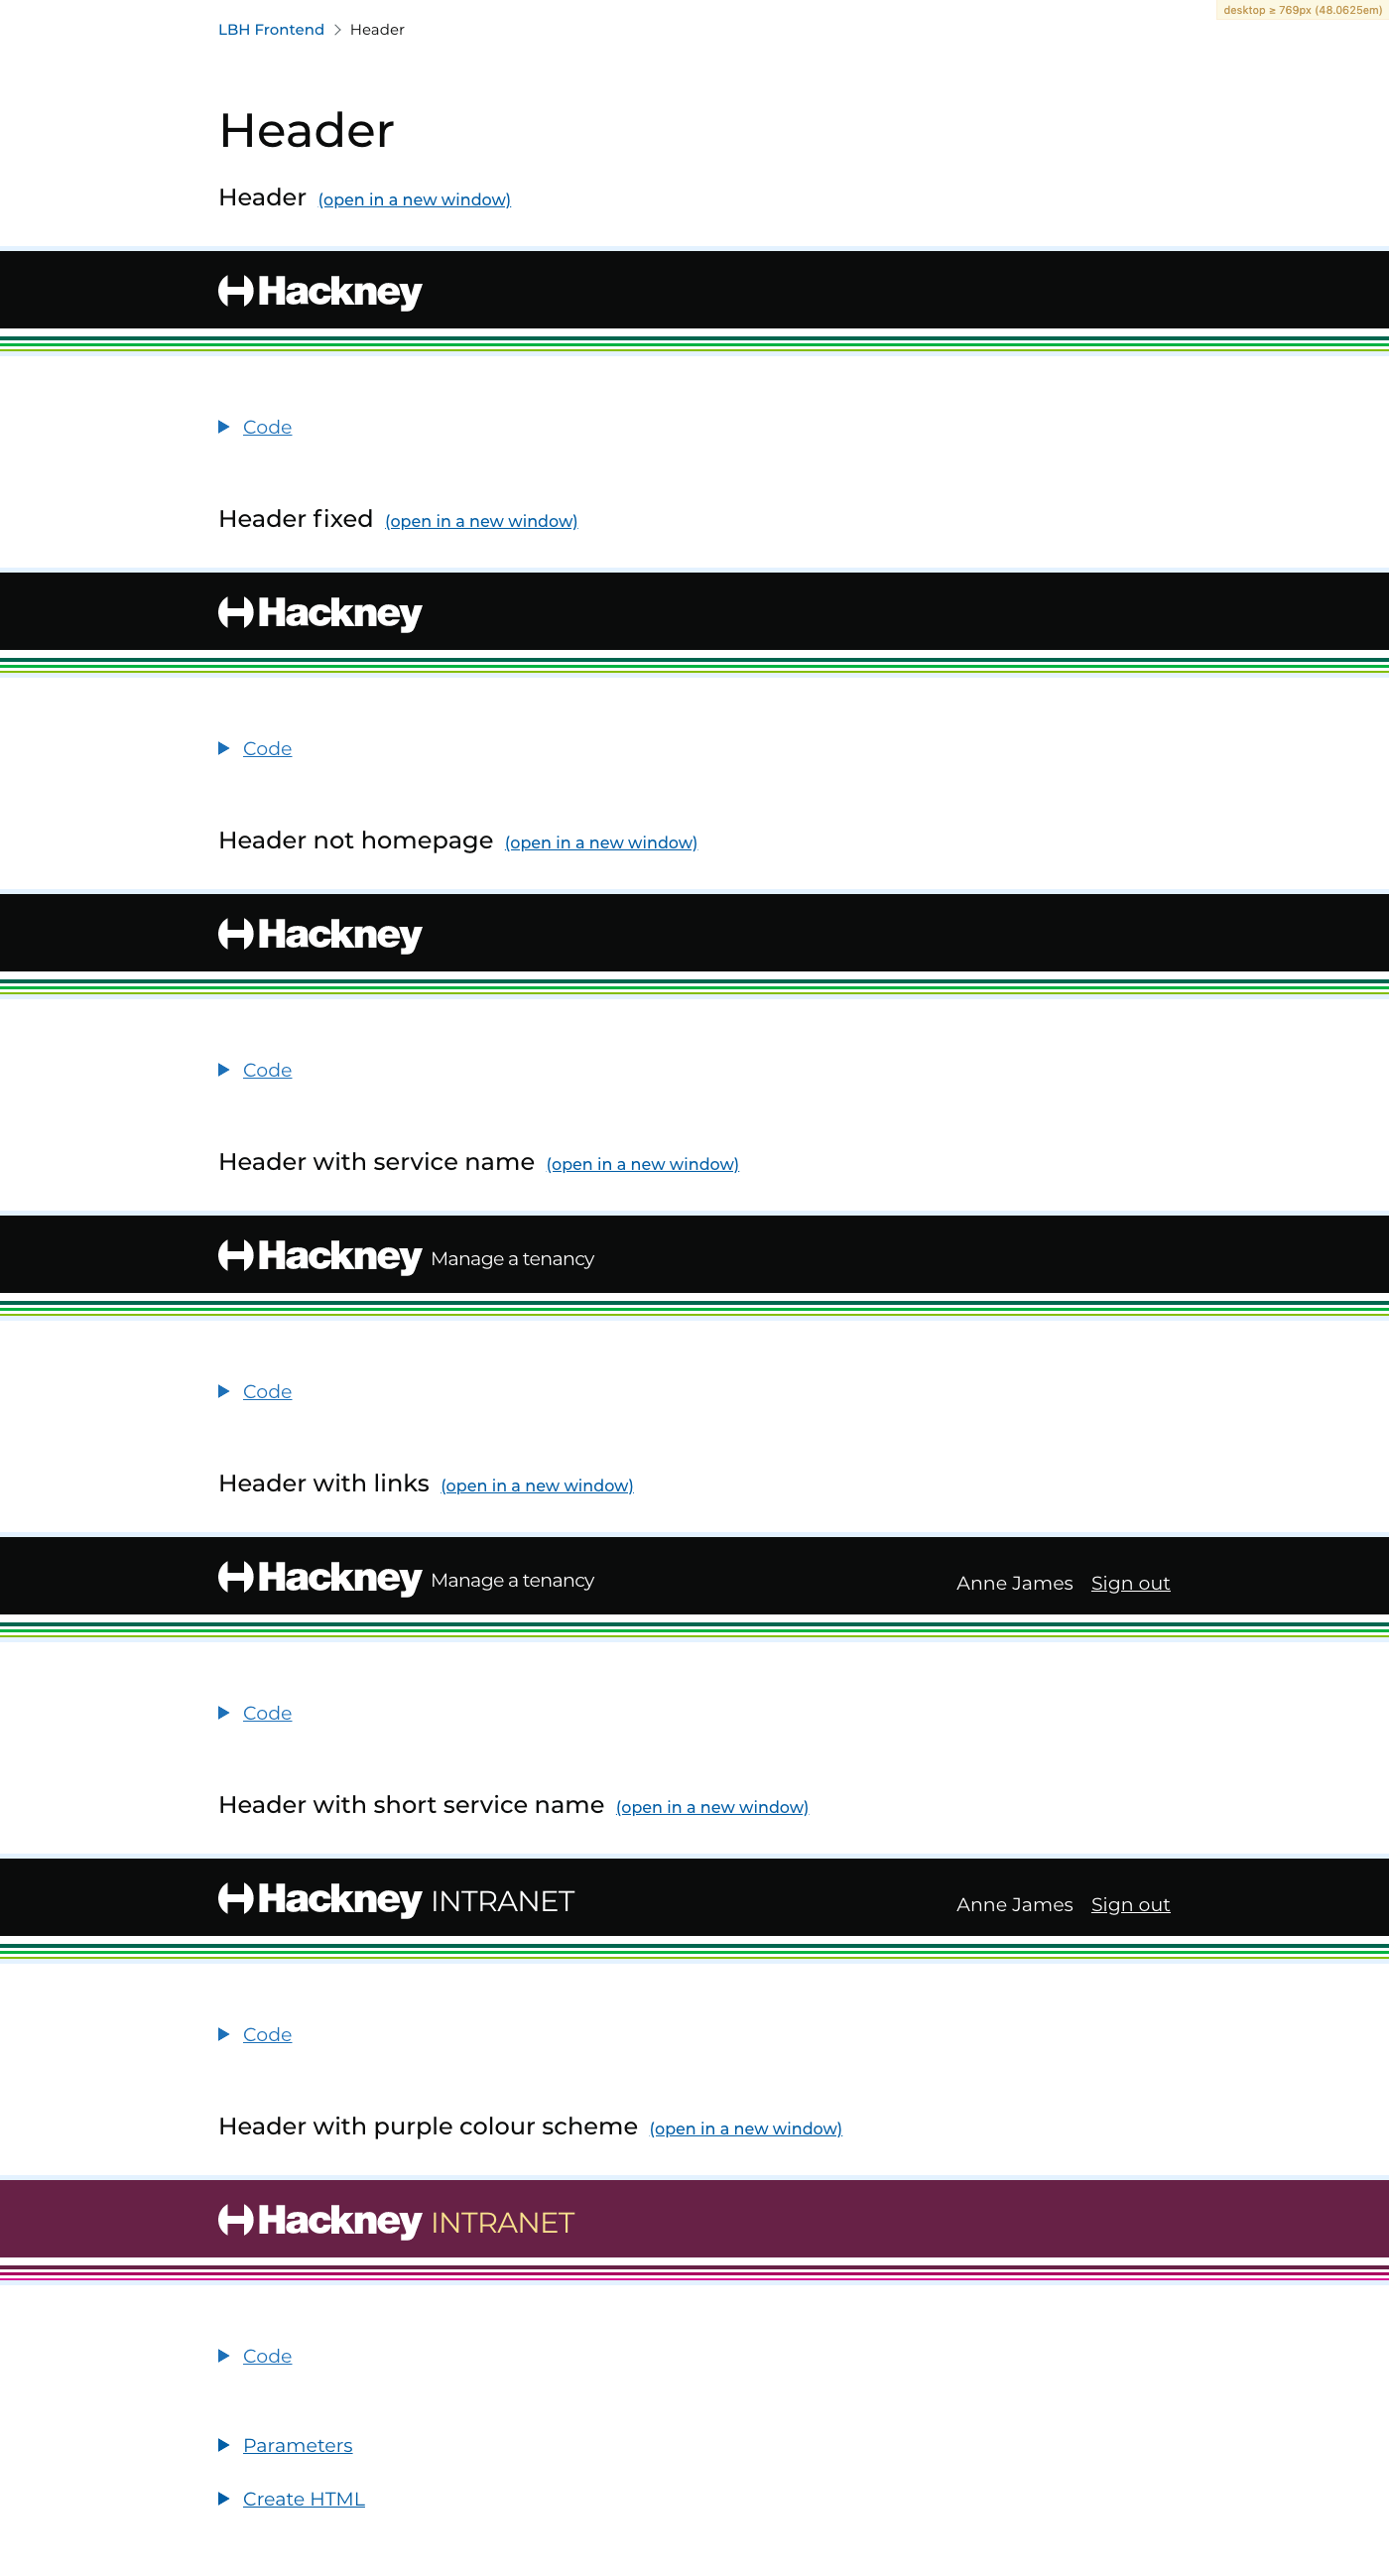 desktop ≥ 769px (48.0625em)
LBH Frontend > Header
Header
Header (open in a new window)
Hackney
Code
Header fixed (open in a new window)
Hackney
Code
Header not homepage (open in a new window)
Hackney
Code
Header with service name (open in a new window)
Hackney Manage a tenancy
Code
Header with links (open in a new window)
Hackney Manage a tenancy Anne James Sign out
Code
Header with short service name (open in a new window)
Hackney INTRANET Anne James Sign out
Code
Header with purple colour scheme (open in a new window)
Hackney INTRANET
Code
Parameters
Create HTML